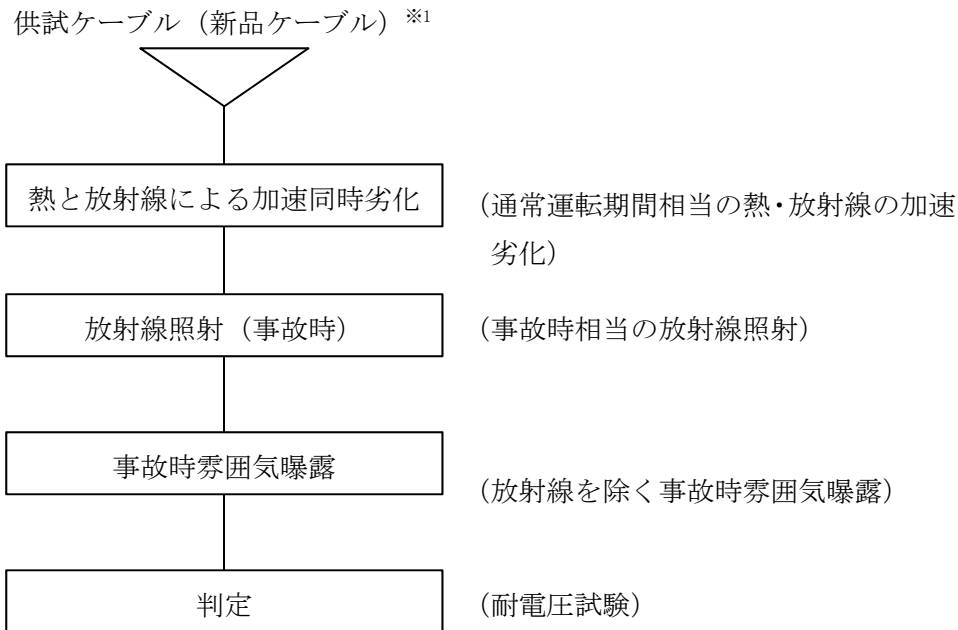 供試ケーブル（新品ケーブル）※1
熱と放射線による加速同時劣化
（通常運転期間相当の熱・放射線の加速
劣化）
放射線照射（事故時）
（事故時相当の放射線照射）
事故時雰囲気曝露
（放射線を除く事故時雰囲気曝露）
判定
（耐電圧試験）